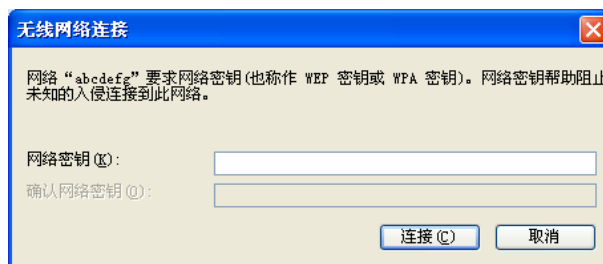 无线网络连接
网络“abcdefg”要求网络密钥(也称作 WEP 密钥或 WPA 密钥)。网络密钥帮助阻止
未知的入侵连接到此网络。
网络密钥(K):
确认网络密钥(O):
连接(C)
取消